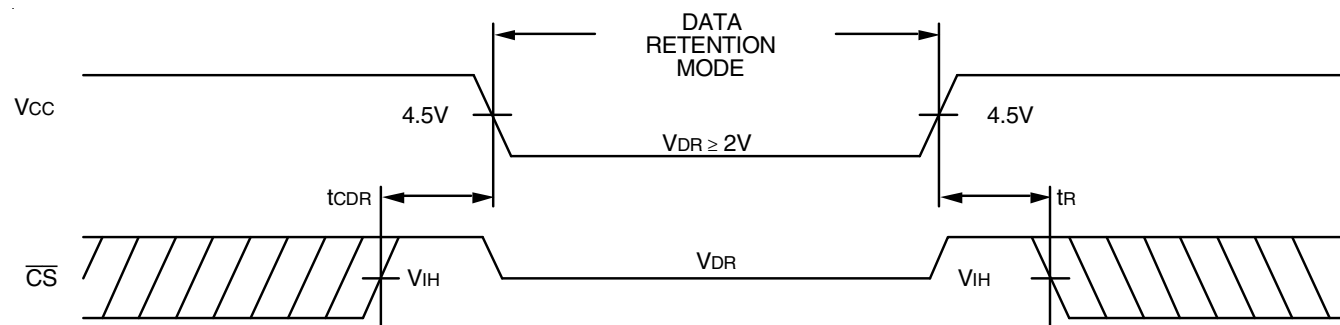 DATA
RETENTION
MODE
VCC
4.5V
4.5V
VDR ≥ 2V
tCDR
tR
CS
VIH
VDR
VIH